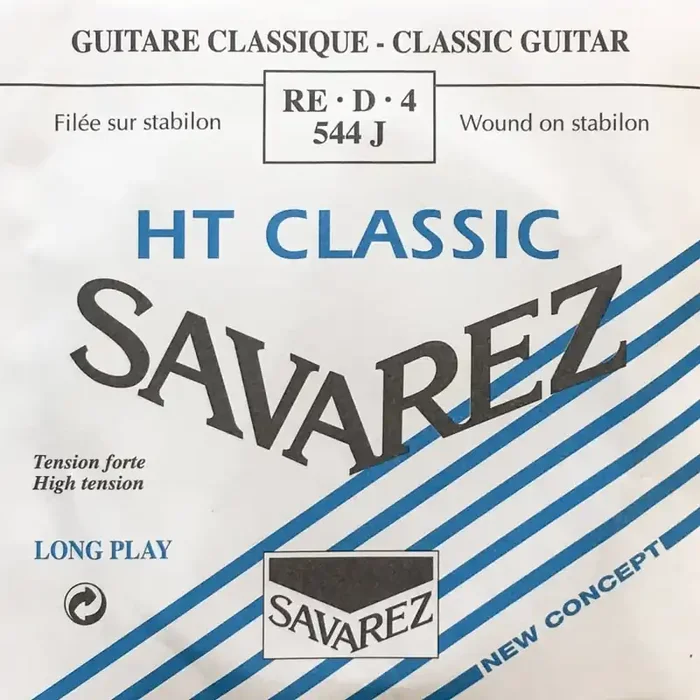 GUITARE CLASSIQUE - CLASSIC GUITAR
RE · D · 4
544 J
Filée sur stabilon
Wound on stabilon
HT CLASSIC
SAVAREZ
Tension forte
High tension
LONG PLAY
SAVAREZ
NEW CONCEPT